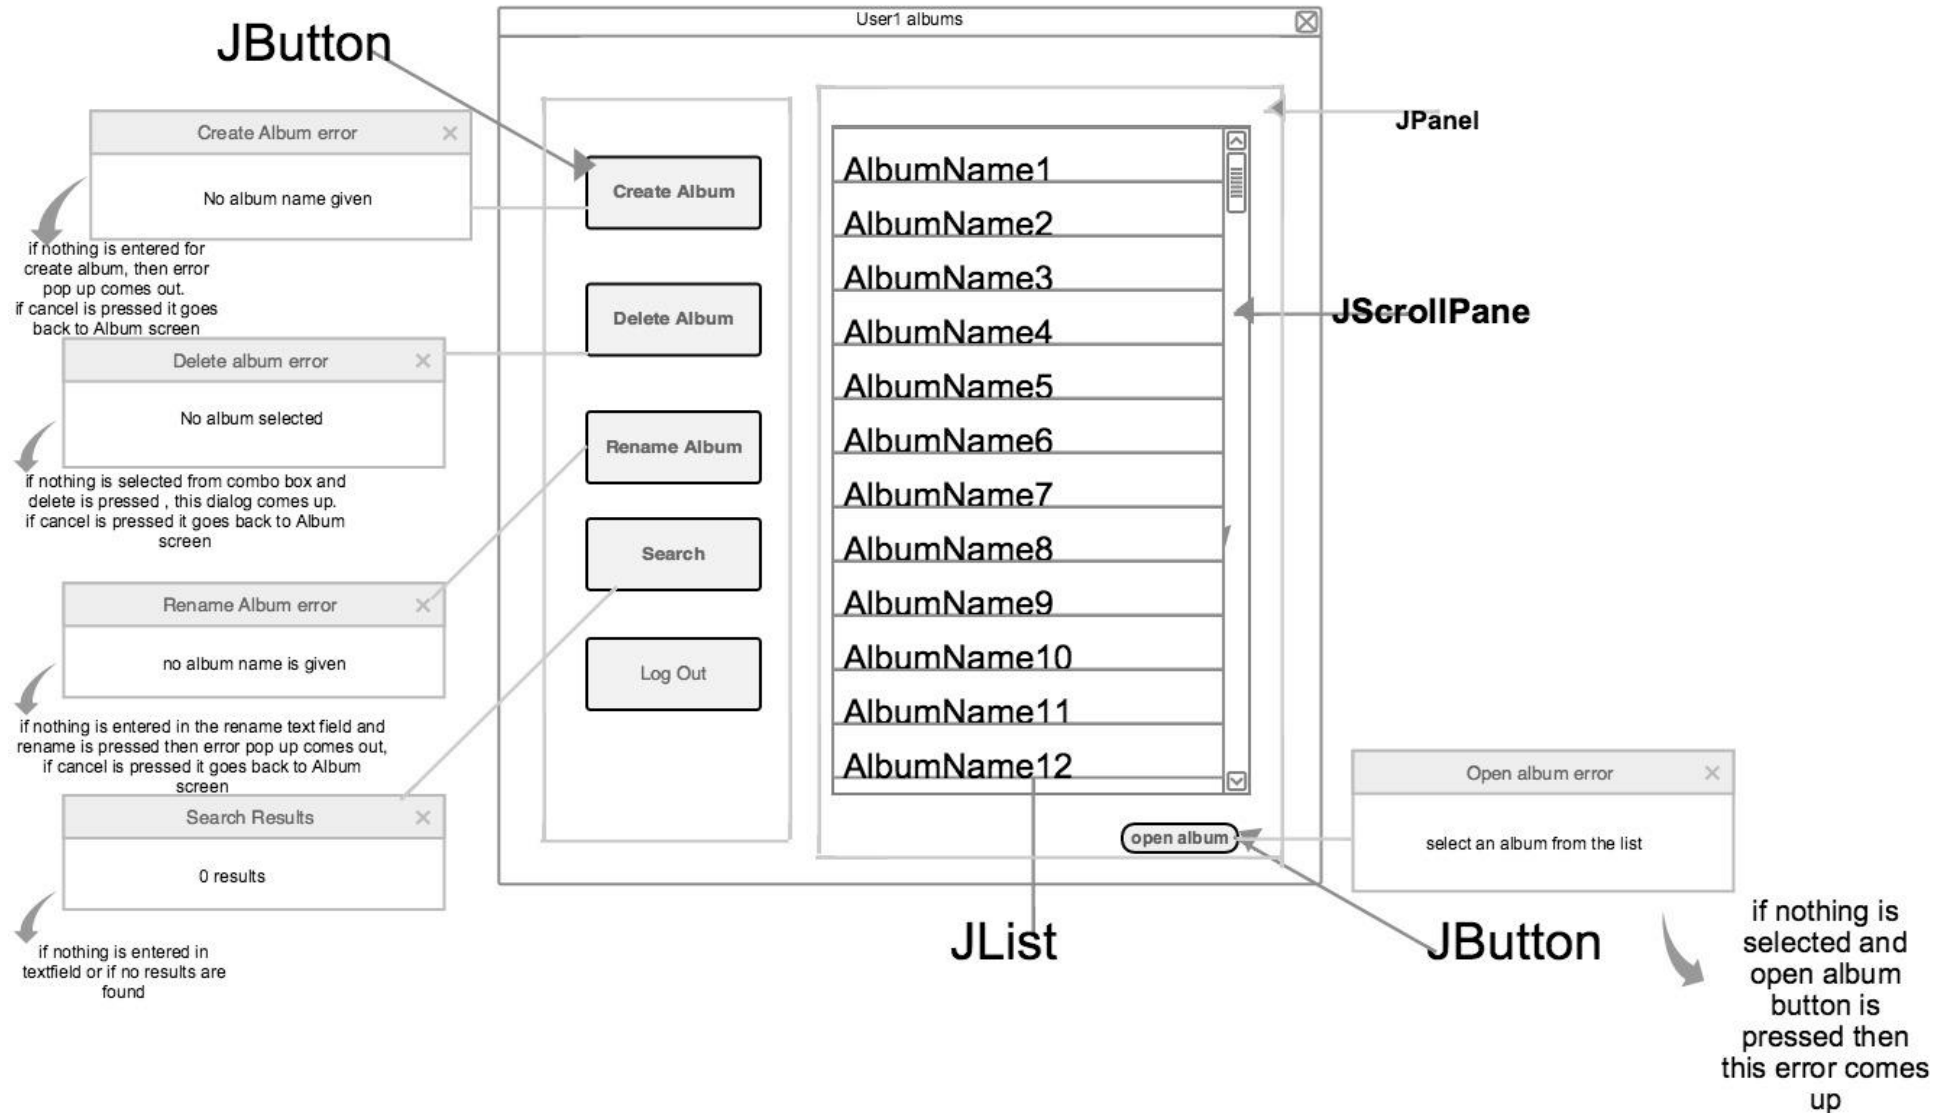 User1 albums
JButton
Create Album error
No album name given
if nothing is entered for
create album, then error
pop up comes out.
if cancel is pressed it goes
back to Album screen
Delete album error
No album selected
if nothing is selected from combo box and
delete is pressed , this dialog comes up.
if cancel is pressed it goes back to Album
screen
Rename Album error
no album name is given
if nothing is entered in the rename text field and
rename is pressed then error pop up comes out,
if cancel is pressed it goes back to Album
screen
Search Results
0 results
if nothing is entered in
textfield or if no results are
found
Create Album
Delete Album
Rename Album
Search
Log Out
AlbumName1
AlbumName2
AlbumName3
AlbumName4
AlbumName5
AlbumName6
AlbumName7
AlbumName8
AlbumName9
AlbumName10
AlbumName11
AlbumName12
open album
JPanel
JScrollPane
JList
JButton
Open album error
select an album from the list
if nothing is
selected and
open album
button is
pressed then
this error comes
up